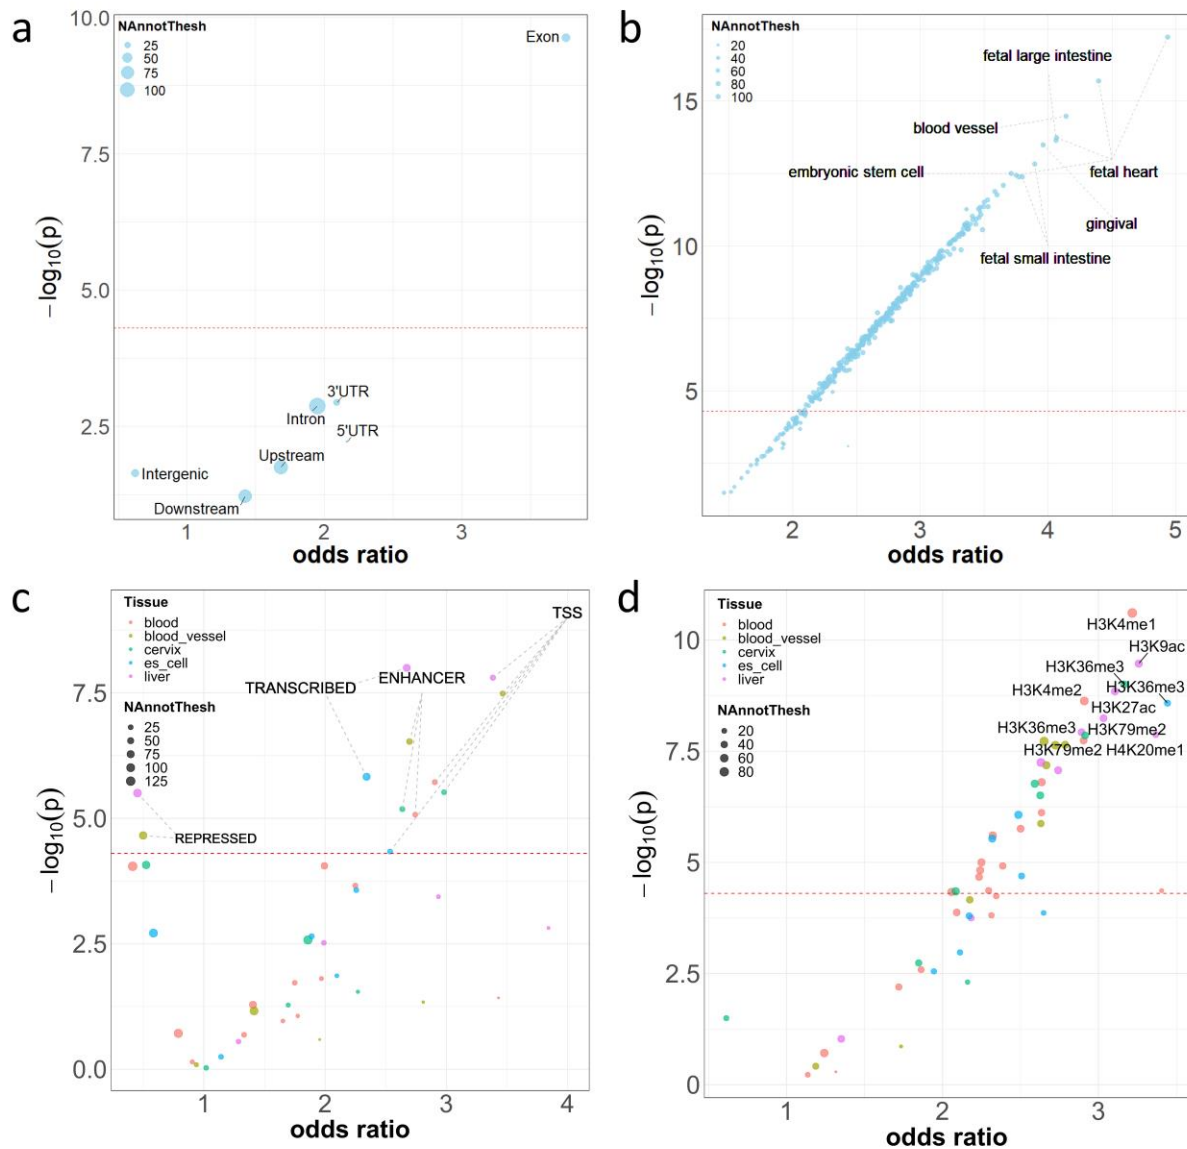 a
NAnnotThesh
25
50
75
100
Exon
3'UTR
Intron
5'UTR
Upstream
Intergenic
Downstream
10.0
7.5
5.0
2.5
− log10(p)
1 2 3
odds ratio
b
NAnnotThesh
20
40
60
80
100
fetal large intestine
blood vessel
embryonic stem cell
fetal heart
gingival
fetal small intestine
15
10
5
− log10(p)
2 3 4 5
odds ratio
c
Tissue
blood
blood_vessel
cervix
es_cell
liver
NAnnotThesh
25
50
75
100
125
TSS
TRANSCRIBED
ENHANCER
REPRESSED
7.5
5.0
2.5
0.0
− log10(p)
1 2 3 4
odds ratio
d
Tissue
blood
blood_vessel
cervix
es_cell
liver
NAnnotThesh
20
40
60
80
H3K4me1
H3K9ac
H3K36me3
H3K4me2 H3K36me3
H3K27ac
H3K36me3 H3K79me2
H3K79me2 H4K20me1
10
7.5
5
2.5
0
− log10(p)
1 2 3
odds ratio